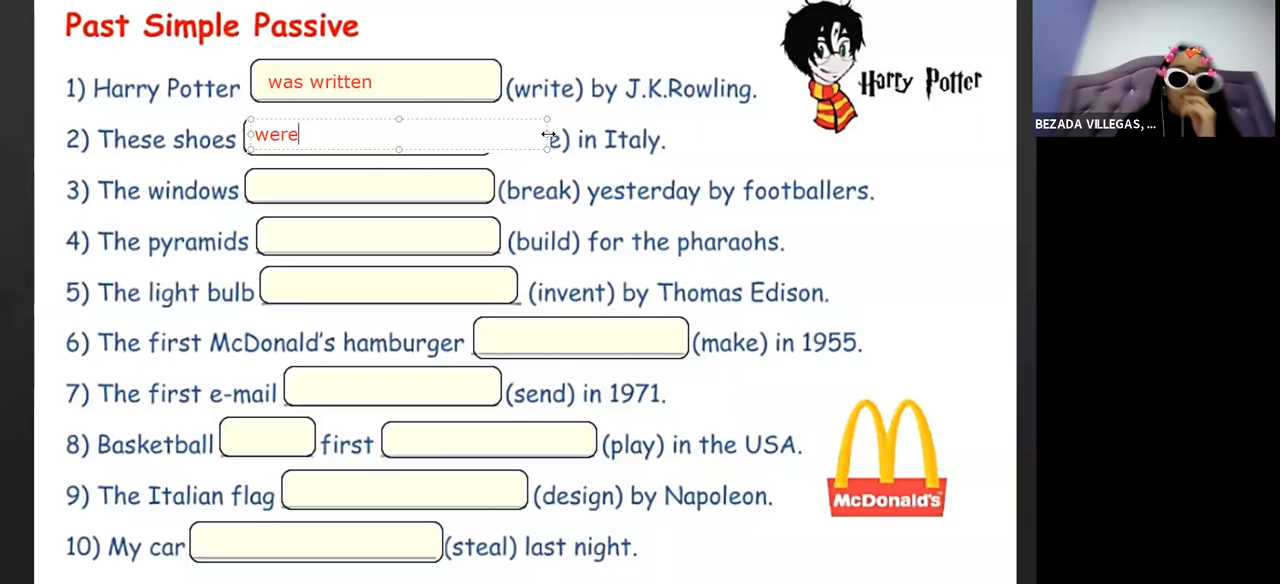 Past Simple Passive
1) Harry Potter was written (write) by J.K.Rowling.
Harry Potter
2) These shoes were e) in Italy.
3) The windows (break) yesterday by footballers.
4) The pyramids (build) for the pharaohs.
5) The light bulb (invent) by Thomas Edison.
6) The first McDonald's hamburger (make) in 1955.
7) The first e-mail (send) in 1971.
8) Basketball first (play) in the USA.
9) The Italian flag (design) by Napoleon.
McDonald's
10) My car (steal) last night.
BEZADA VILLEGAS, ...